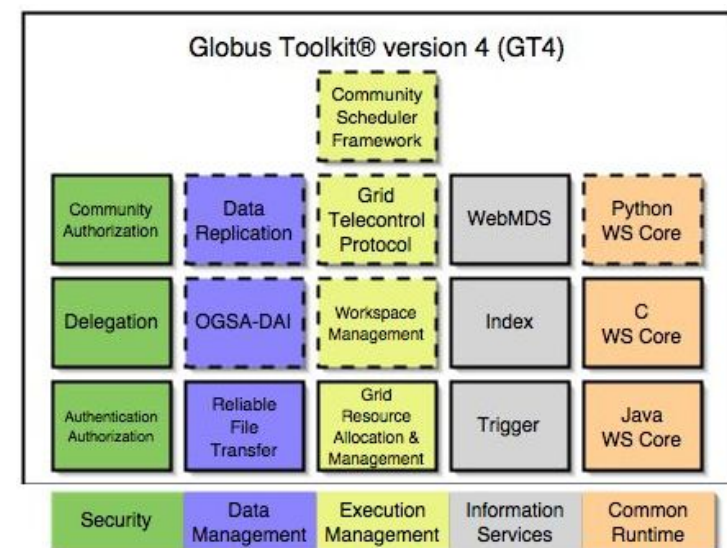 Globus Toolkit® version 4 (GT4)
Community
Scheduler
Framework
Community
Authorization
Data
Replication
Grid
Telecontrol
Protocol
WebMDS
Python
WS Core
Delegation
OGSA-DAI
Workspace
Management
Index
C
WS Core
Authentication
Authorization
Reliable
File
Transfer
Grid
Resource
Allocation &
Management
Trigger
Java
WS Core
Security
Data
Management
Execution
Management
Information
Services
Common
Runtime